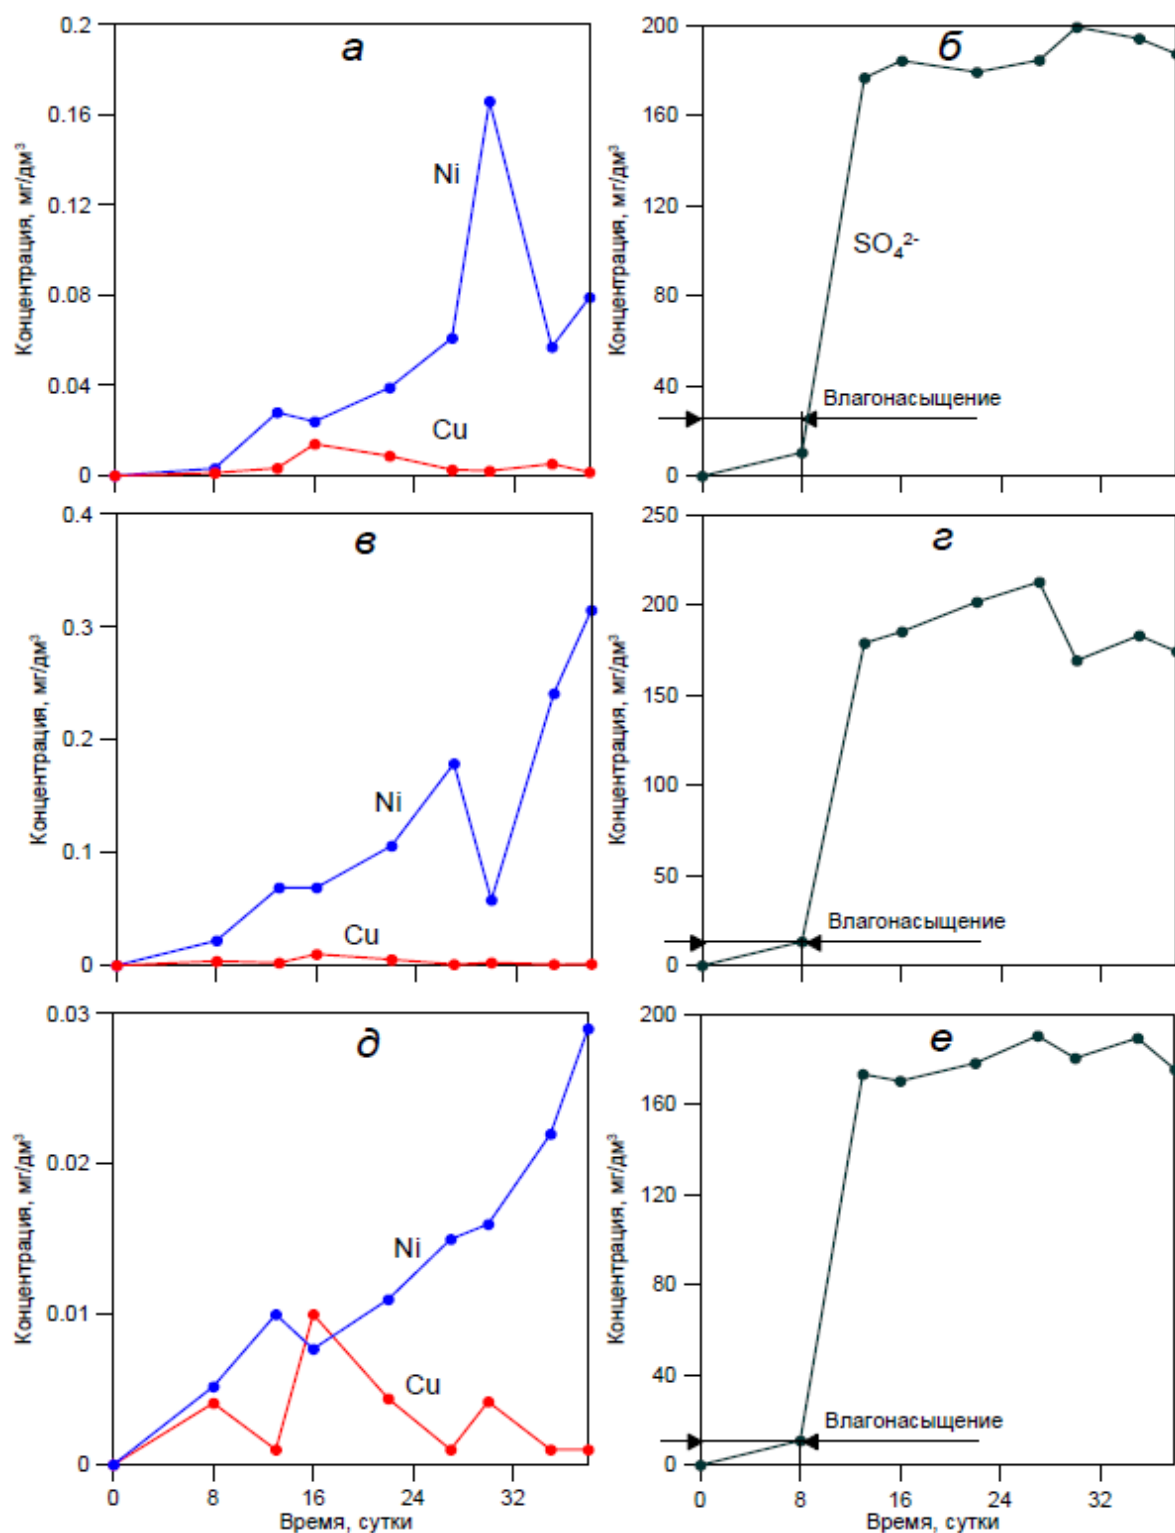 а
Концентрация, мг/дм³
0.2
0.16
0.12
0.08
0.04
0
Ni
Cu
б
Концентрация, мг/дм³
200
160
120
80
40
0
SO₄²⁻
Влагонасыщение
в
Концентрация, мг/дм³
0.4
0.3
0.2
0.1
0
Ni
Cu
г
Концентрация, мг/дм³
250
200
150
100
50
0
Влагонасыщение
д
Концентрация, мг/дм³
0.03
0.02
0.01
0
Ni
Cu
0 8 16 24 32
Время, сутки
е
Концентрация, мг/дм³
200
160
120
80
40
0
Влагонасыщение
0 8 16 24 32
Время, сутки